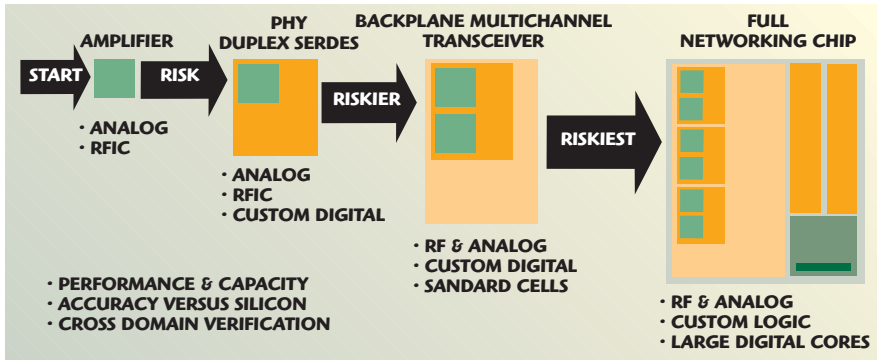 START
AMPLIFIER
· ANALOG
· RFIC
RISK
PHY
DUPLEX SERDES
· ANALOG
· RFIC
· CUSTOM DIGITAL
RISKIER
BACKPLANE MULTICHANNEL
TRANSCEIVER
· RF & ANALOG
· CUSTOM DIGITAL
· SANDARD CELLS
RISKIEST
FULL
NETWORKING CHIP
· RF & ANALOG
· CUSTOM LOGIC
· LARGE DIGITAL CORES
· PERFORMANCE & CAPACITY
· ACCURACY VERSUS SILICON
· CROSS DOMAIN VERIFICATION